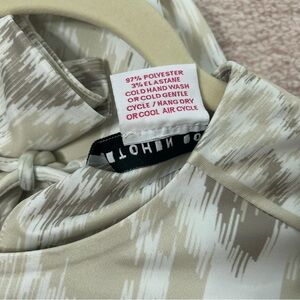 97% POLYESTER
3% ELASTANE
COLD HAND WASH
OR COLD GENTLE
CYCLE / HANG DRY
OR COOL AIR CYCLE